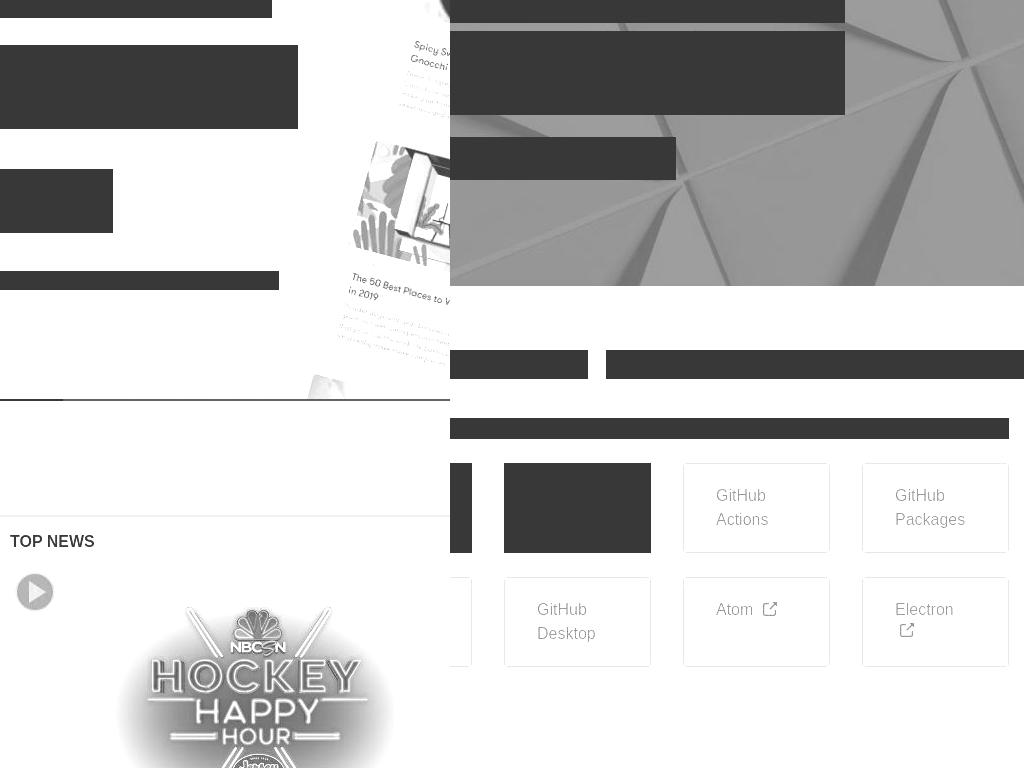 Spicy
Gnocchi
The 50 Best Places to
in 2019
TOP NEWS
NBCSN
HOCKEY
HAPPY
HOUR
GitHub
Actions
GitHub
Packages
GitHub
Desktop
Atom
Electron